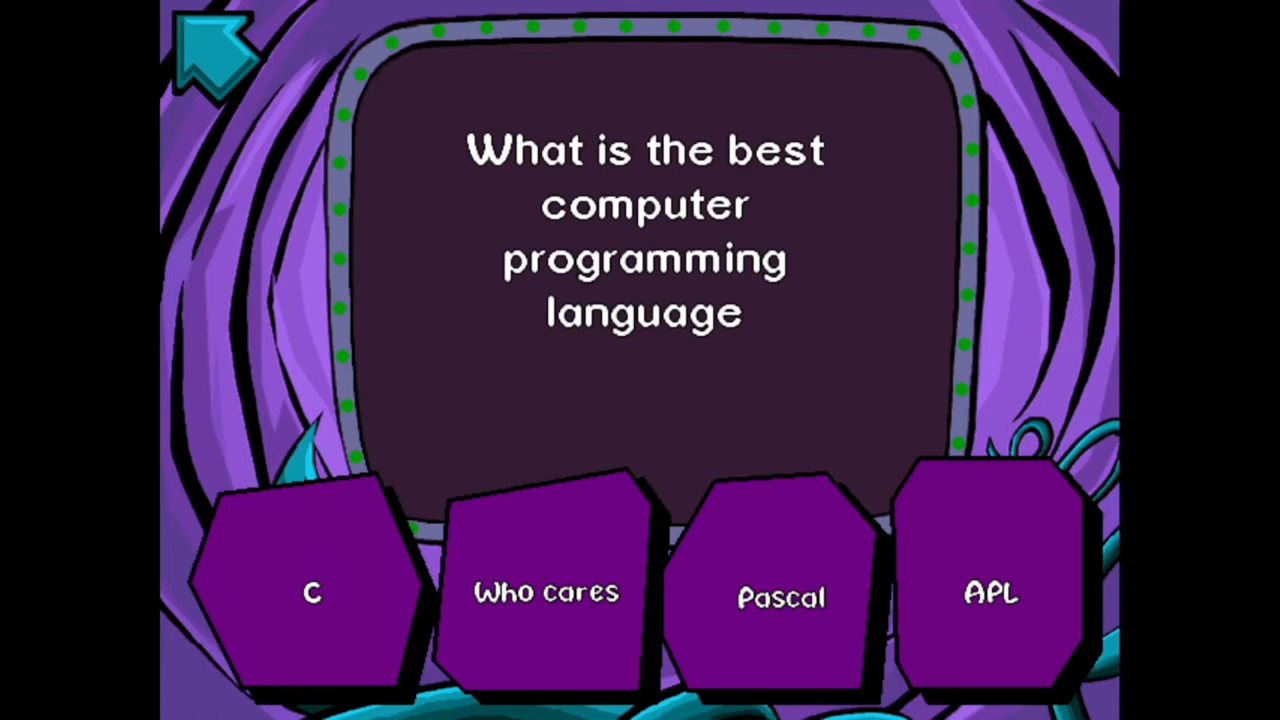 What is the best
computer
programming
language
C
Who cares
Pascal
APL